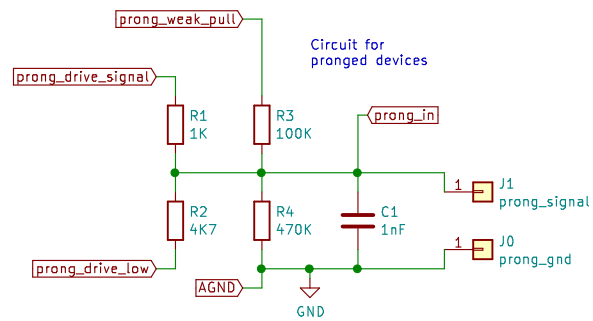 prong_weak_pull
Circuit for
pronged devices
prong_drive_signal
R1
1K
R3
100K
prong_in
1
J1
prong_signal
R2
4K7
R4
470K
C1
1nF
1
J0
prong_gnd
prong_drive_low
AGND
GND